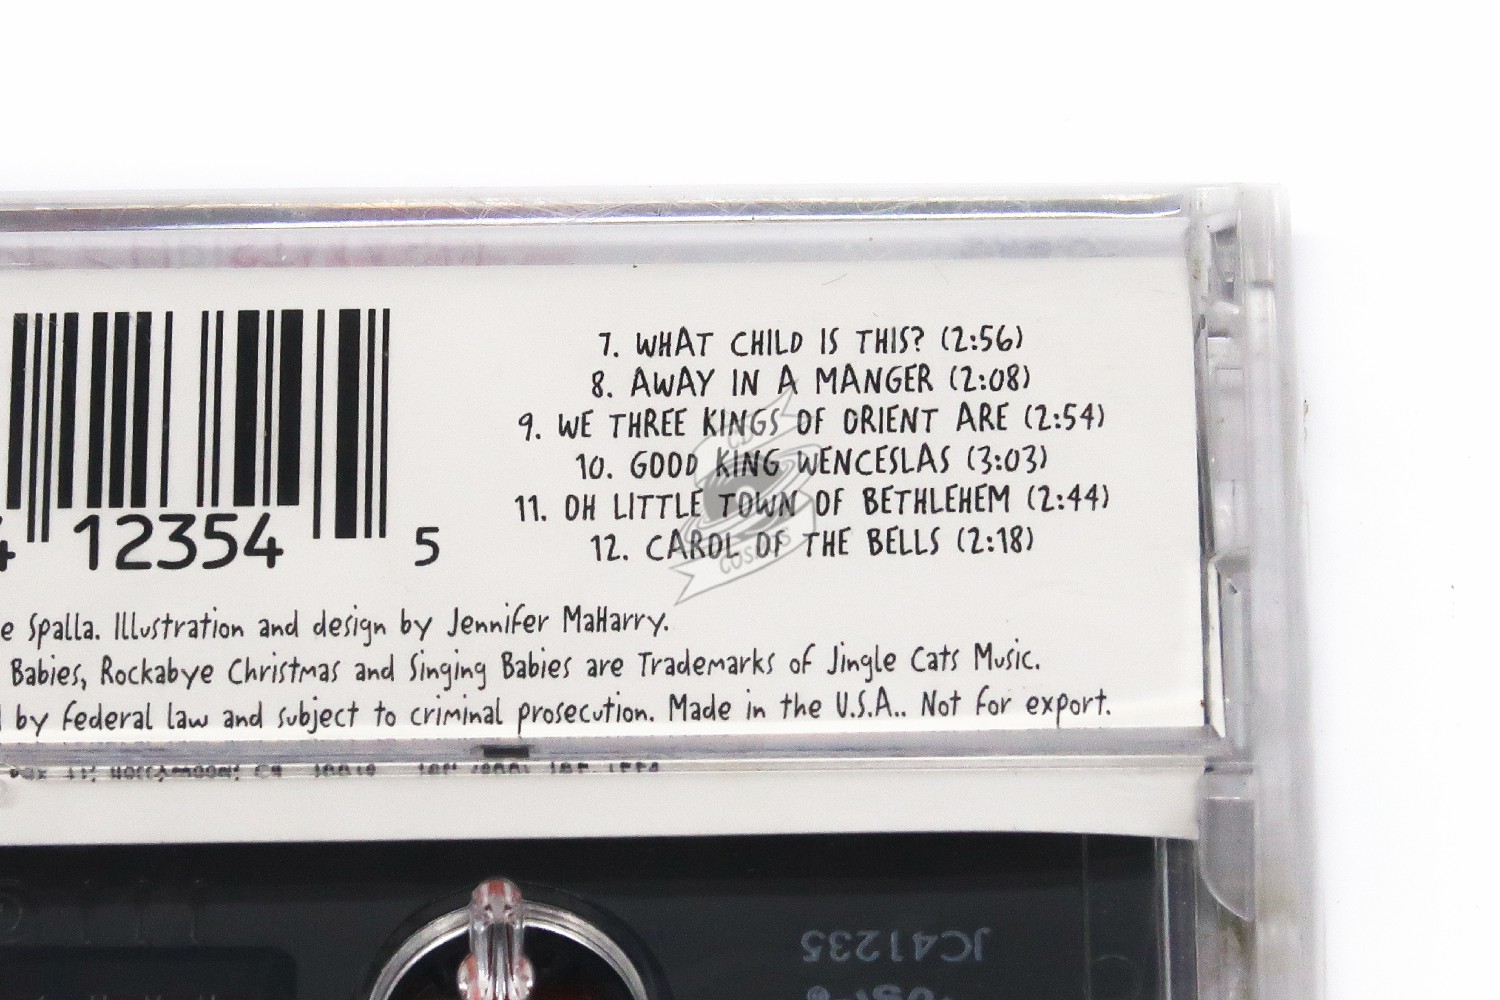 7. WHAT CHILD IS THIS? (2:56)
8. AWAY IN A MANGER (2:08)
9. WE THREE KINGS OF ORIENT ARE (2:54)
10. GOOD KING WENCESLAS (3:03)
11. OH LITTLE TOWN OF BETHLEHEM (2:44)
12. CAROL OF THE BELLS (2:18)
CD
COSMOS
4 12354 5
e Spalla. Illustration and design by Jennifer MaHarry.
Babies, Rockabye Christmas and Singing Babies are Trademarks of Jingle Cats Music.
by federal law and subject to criminal prosecution. Made in the U.S.A.. Not for export.
JC41235